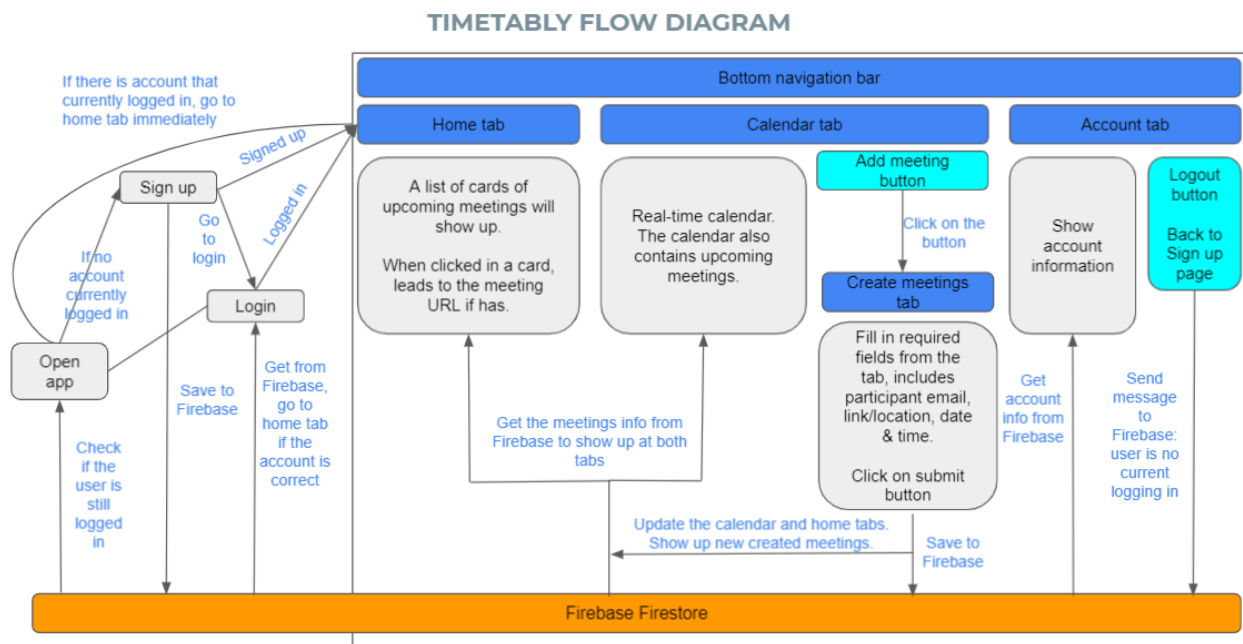 TIMETABLY FLOW DIAGRAM
If there is account that
currently logged in, go to
home tab immediately
Bottom navigation bar
Home tab
Calendar tab
Account tab
Signed up
Sign up
Go
to
login
Logged in
If no
account
currently
logged in
Login
Open
app
A list of cards of
upcoming meetings will
show up.
When clicked in a card,
leads to the meeting
URL if has.
Real-time calendar.
The calendar also
contains upcoming
meetings.
Add meeting
button
Click on the
button
Create meetings
tab
Fill in required
fields from the
tab, includes
participant email,
link/location, date
& time.
Click on submit
button
Show
account
information
Logout
button
Back to
Sign up
page
Save to
Firebase
Get from
Firebase,
go to
home tab
if the
account is
correct
Check
if the
user is
still
logged
in
Get the meetings info from
Firebase to show up at both
tabs
Get
account
info from
Firebase
Send
message
to
Firebase:
user is no
current
logging in
Update the calendar and home tabs.
Show up new created meetings.
Save to
Firebase
Firebase Firestore